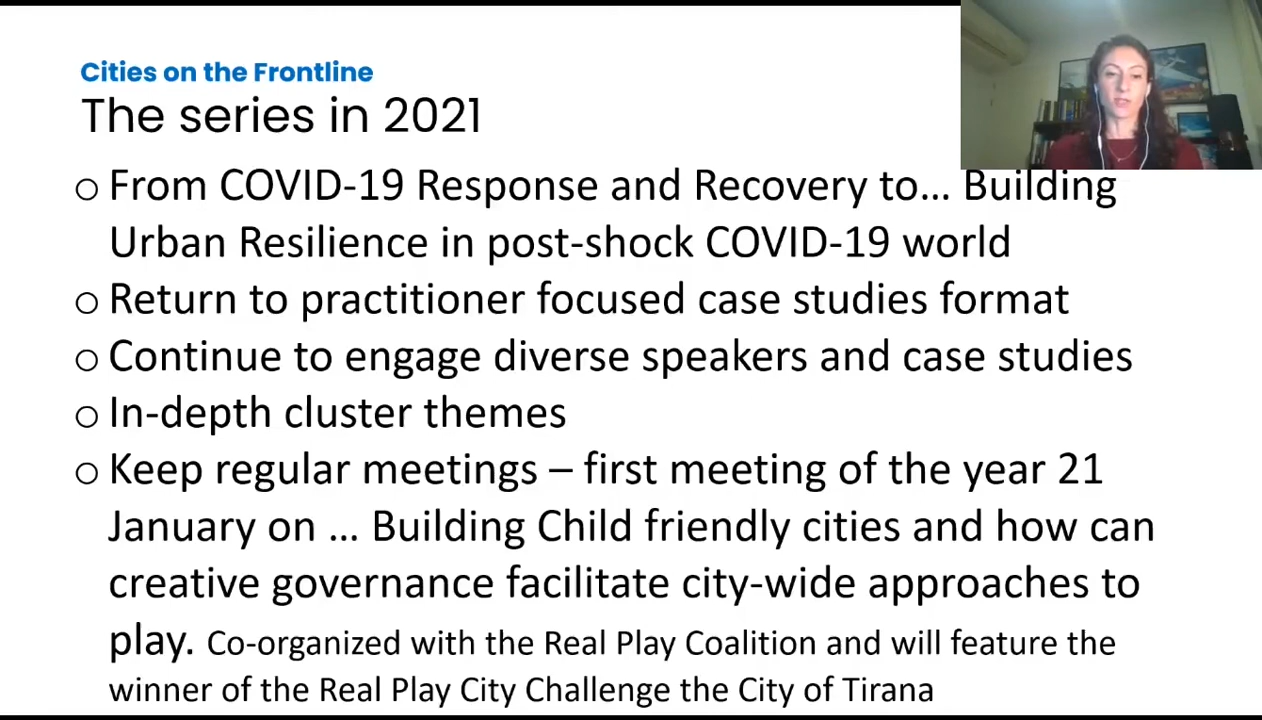 Cities on the Frontline
The series in 2021
○ From COVID-19 Response and Recovery to... Building
Urban Resilience in post-shock COVID-19 world
○ Return to practitioner focused case studies format
○ Continue to engage diverse speakers and case studies
○ In-depth cluster themes
○ Keep regular meetings – first meeting of the year 21
January on ... Building Child friendly cities and how can
creative governance facilitate city-wide approaches to
play. Co-organized with the Real Play Coalition and will feature the
winner of the Real Play City Challenge the City of Tirana